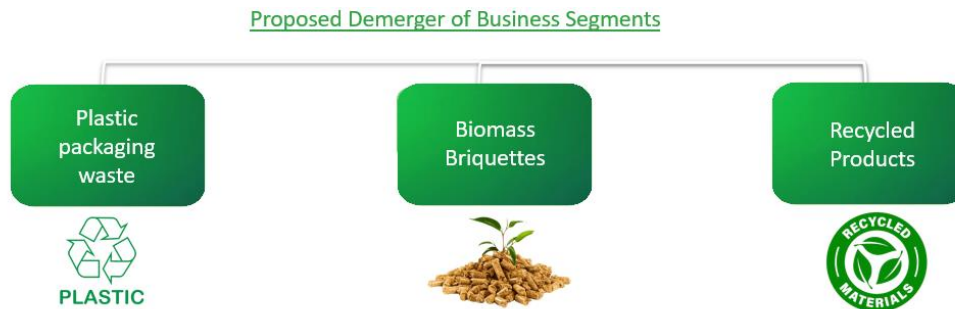 Proposed Demerger of Business Segments
Plastic
packaging
waste
Biomass
Briquettes
Recycled
Products
PLASTIC
RECYCLED
MATERIALS